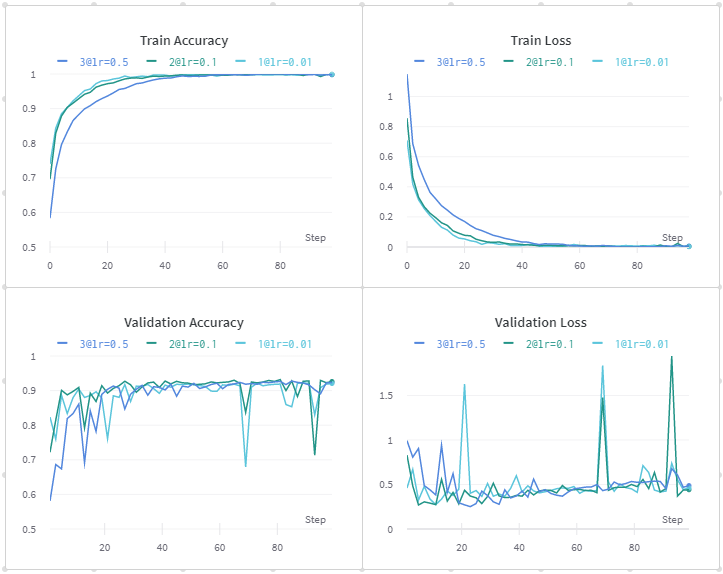 Train Accuracy
3@lr=0.5 2@lr=0.1 1@lr=0.01
1
0.9
0.8
0.7
0.6
0.5
Step
0 20 40 60 80
Train Loss
3@lr=0.5 2@lr=0.1 1@lr=0.01
1
0.8
0.6
0.4
0.2
0
Step
0 20 40 60 80
Validation Accuracy
3@lr=0.5 2@lr=0.1 1@lr=0.01
1
0.9
0.8
0.7
0.6
0.5
Step
20 40 60 80
Validation Loss
3@lr=0.5 2@lr=0.1 1@lr=0.01
1.5
1
0.5
0
Step
20 40 60 80